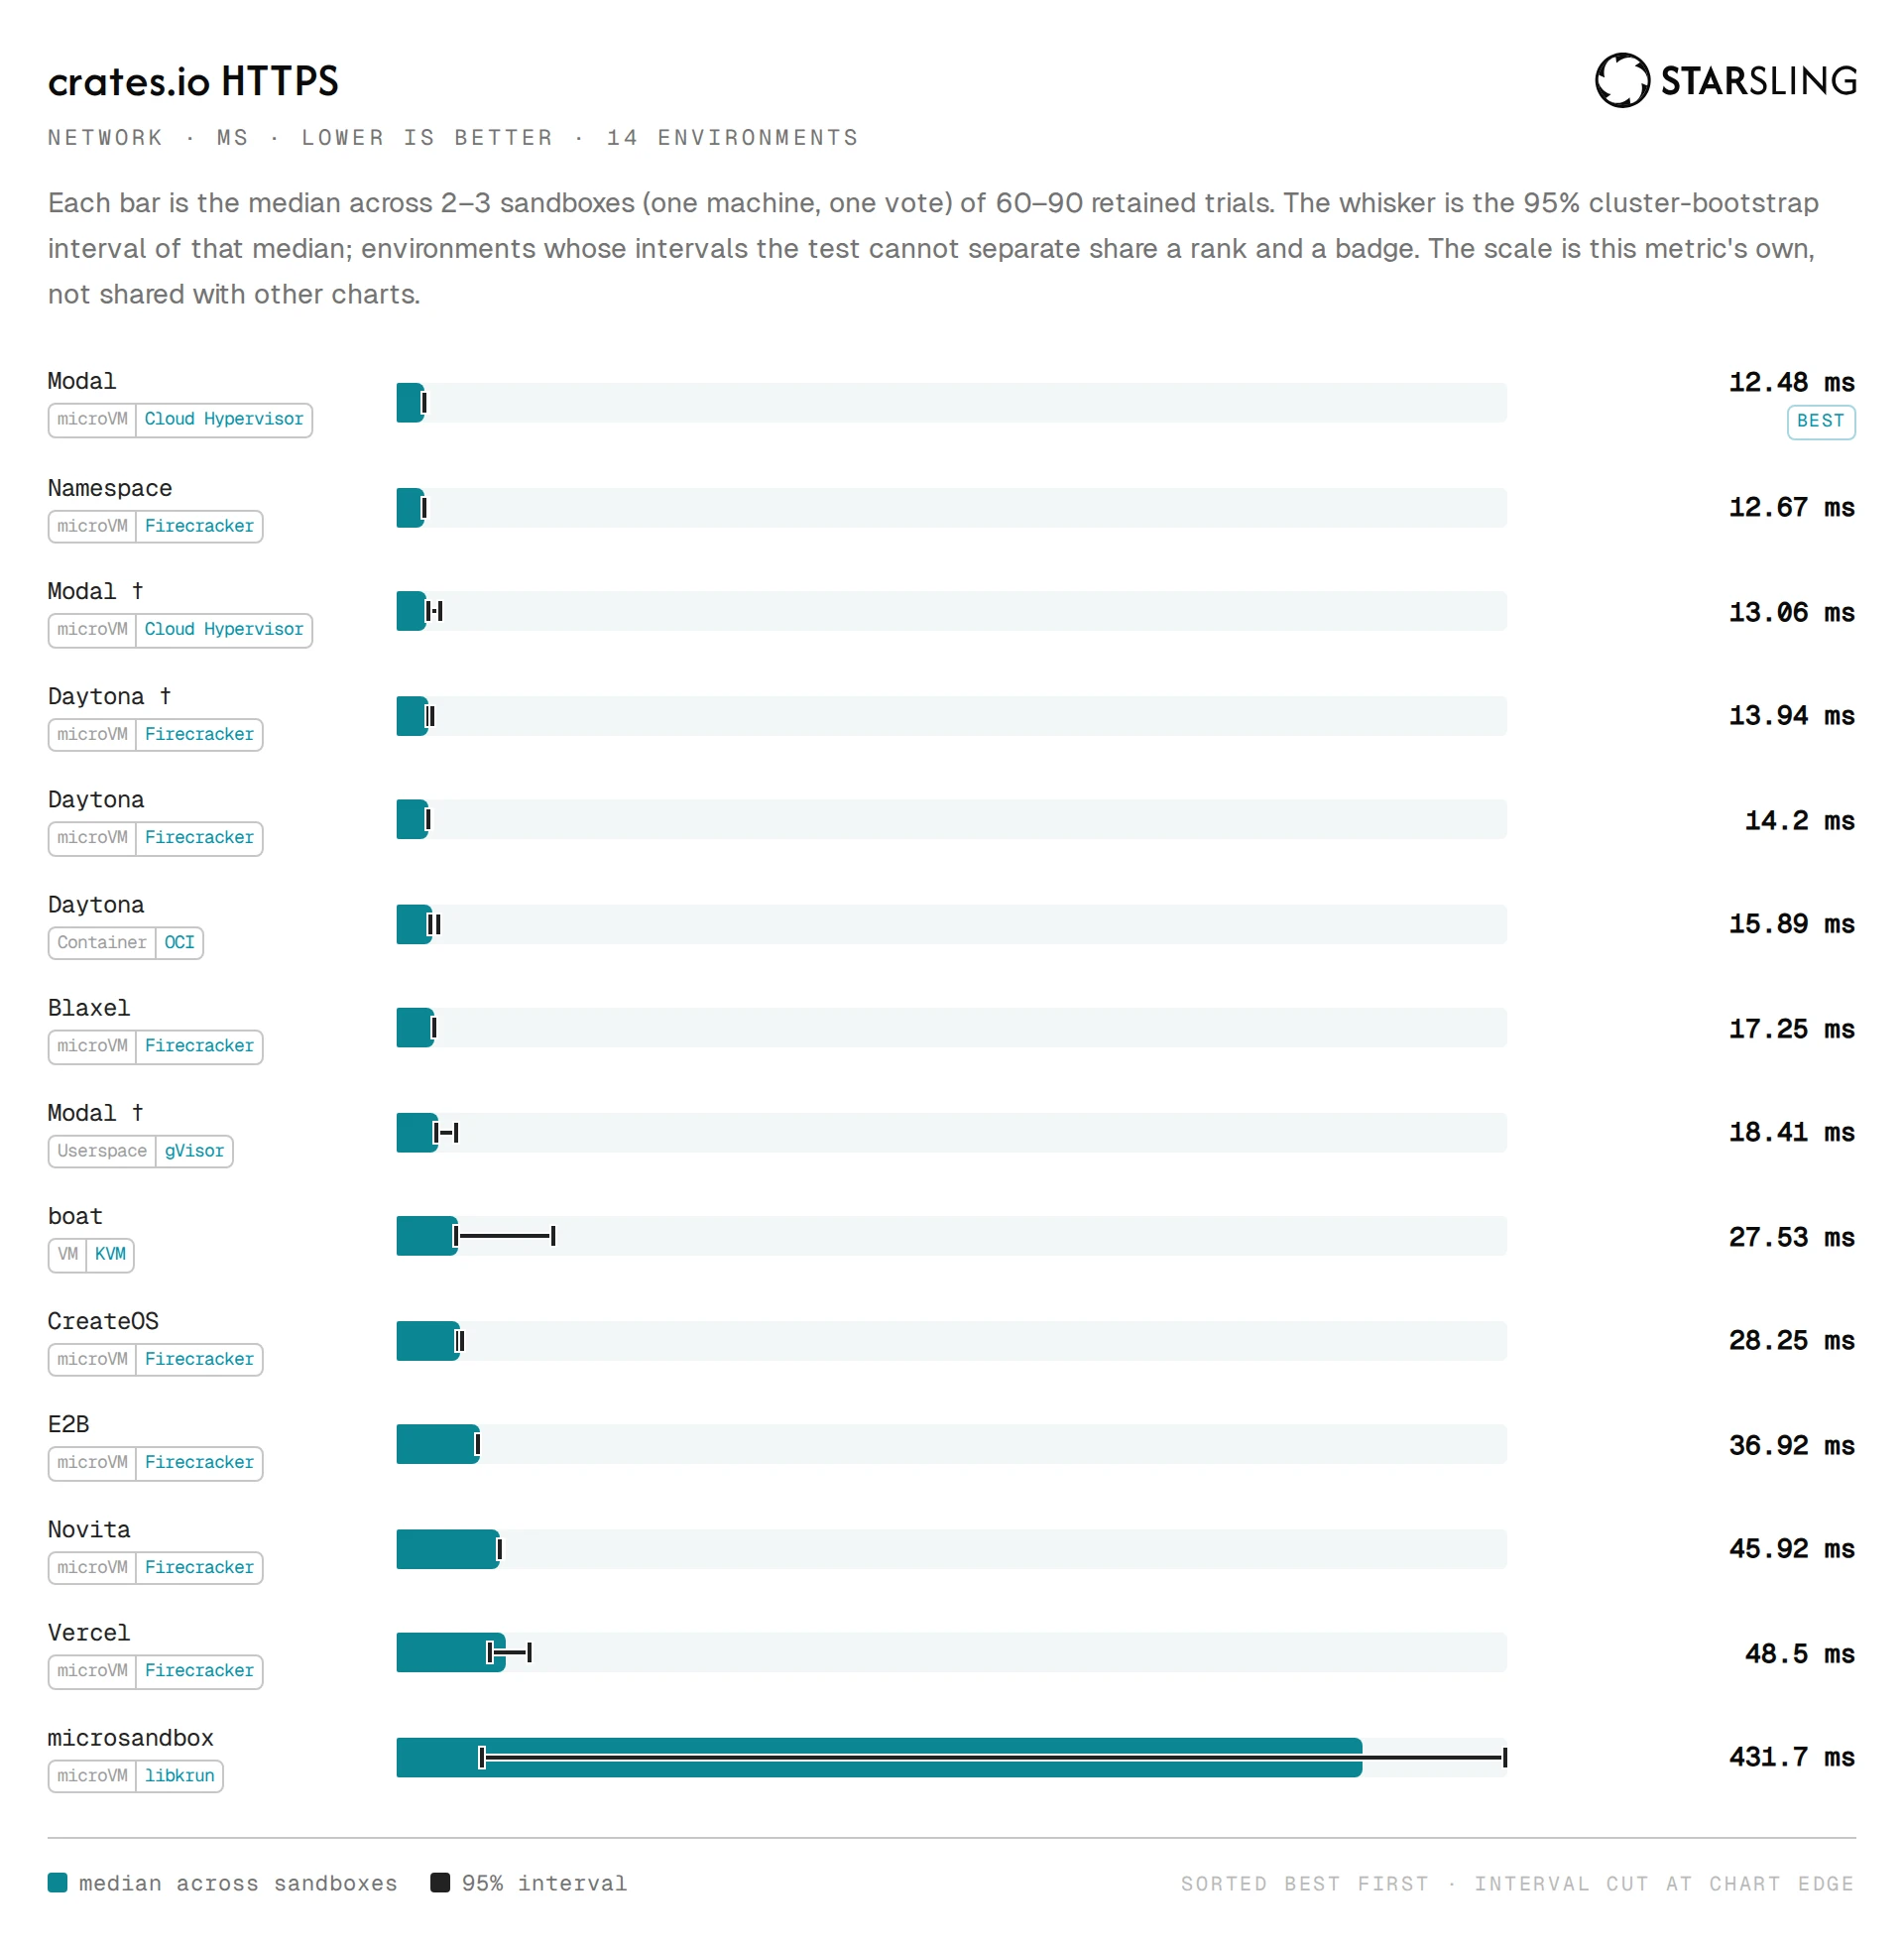 crates.io HTTPS
STARSLING
NETWORK · MS · LOWER IS BETTER · 14 ENVIRONMENTS
Each bar is the median across 2–3 sandboxes (one machine, one vote) of 60–90 retained trials. The whisker is the 95% cluster-bootstrap
interval of that median; environments whose intervals the test cannot separate share a rank and a badge. The scale is this metric's own,
not shared with other charts.
Modal
microVM Cloud Hypervisor
12.48 ms
BEST
Namespace
microVM Firecracker
12.67 ms
Modal †
microVM Cloud Hypervisor
13.06 ms
Daytona †
microVM Firecracker
13.94 ms
Daytona
microVM Firecracker
14.2 ms
Daytona
Container OCI
15.89 ms
Blaxel
microVM Firecracker
17.25 ms
Modal †
Userspace gVisor
18.41 ms
boat
VM KVM
27.53 ms
CreateOS
microVM Firecracker
28.25 ms
E2B
microVM Firecracker
36.92 ms
Novita
microVM Firecracker
45.92 ms
Vercel
microVM Firecracker
48.5 ms
microsandbox
microVM libkrun
431.7 ms
median across sandboxes
95% interval
SORTED BEST FIRST · INTERVAL CUT AT CHART EDGE